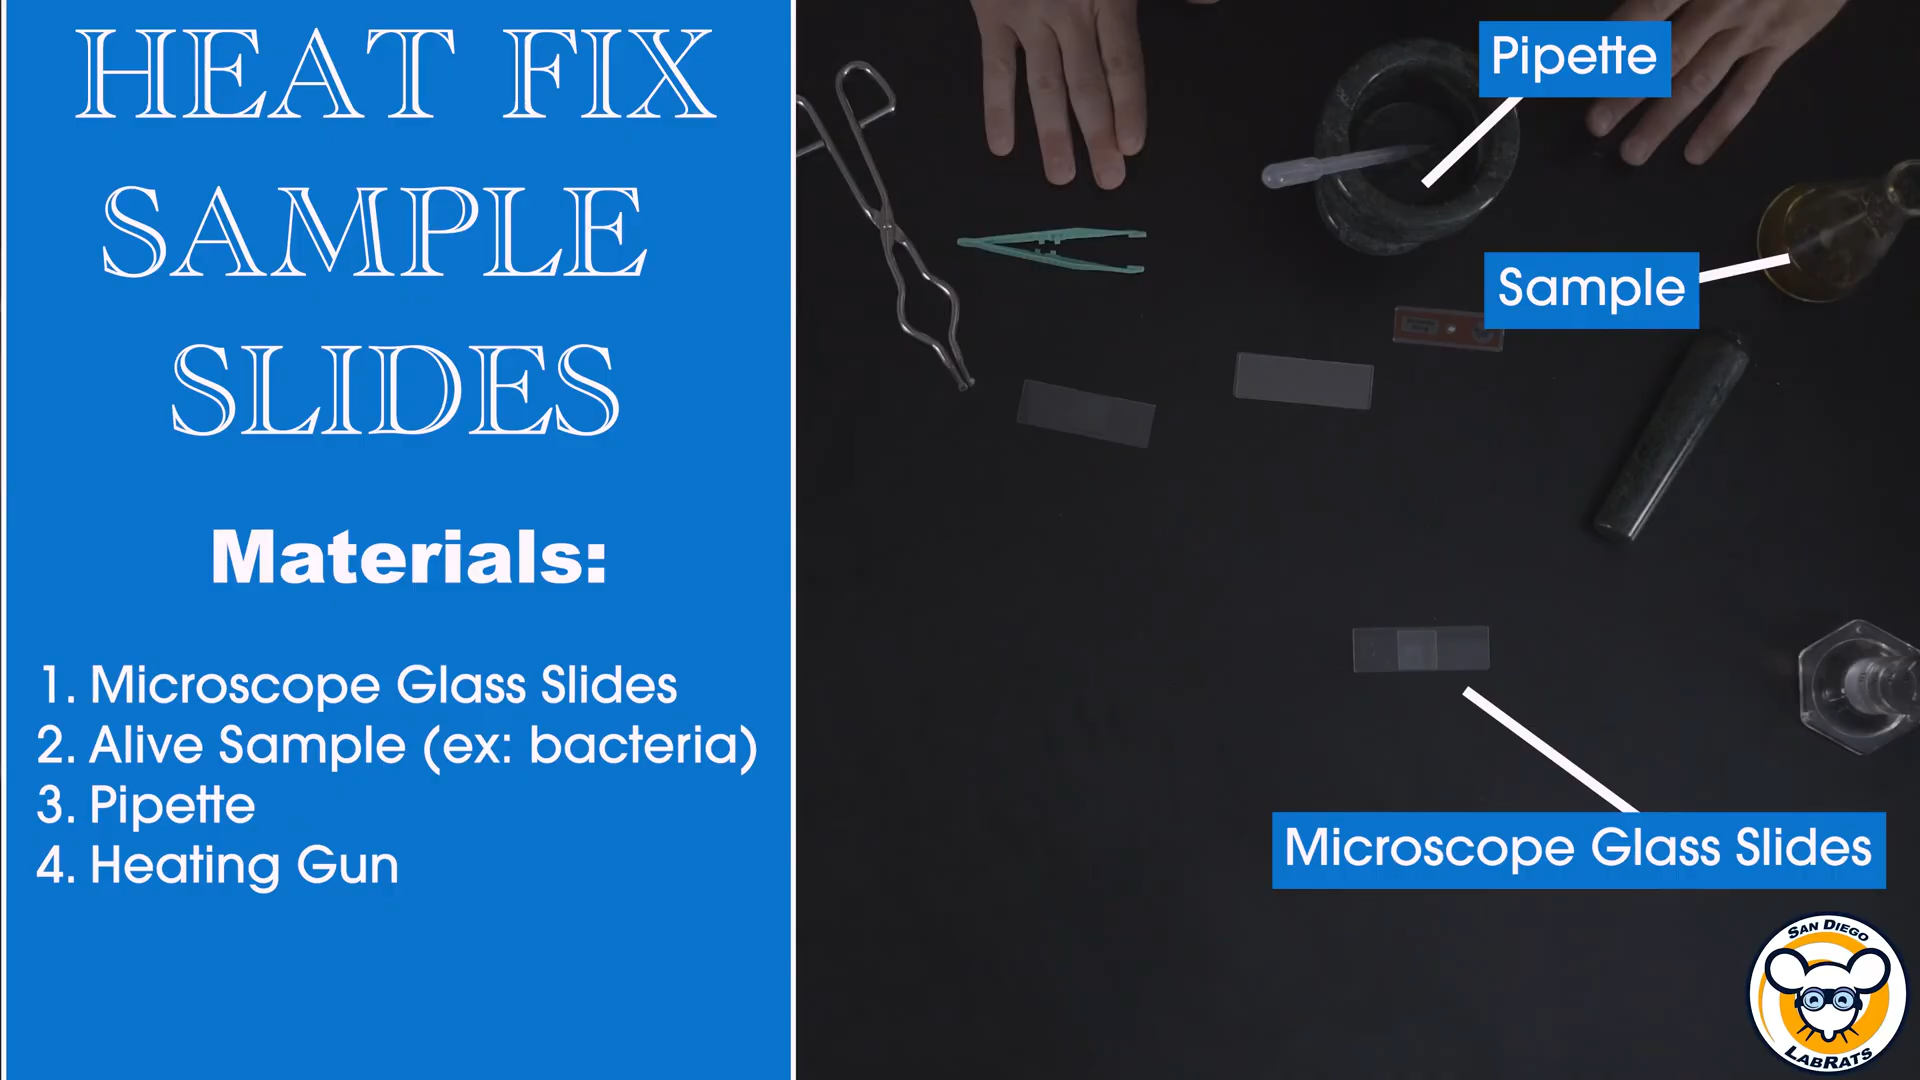 HEAT FIX
SAMPLE
SLIDES
Materials:
1. Microscope Glass Slides
2. Alive Sample (ex: bacteria)
3. Pipette
4. Heating Gun
Pipette
Sample
Microscope Glass Slides
SAN DIEGO
LABRATS